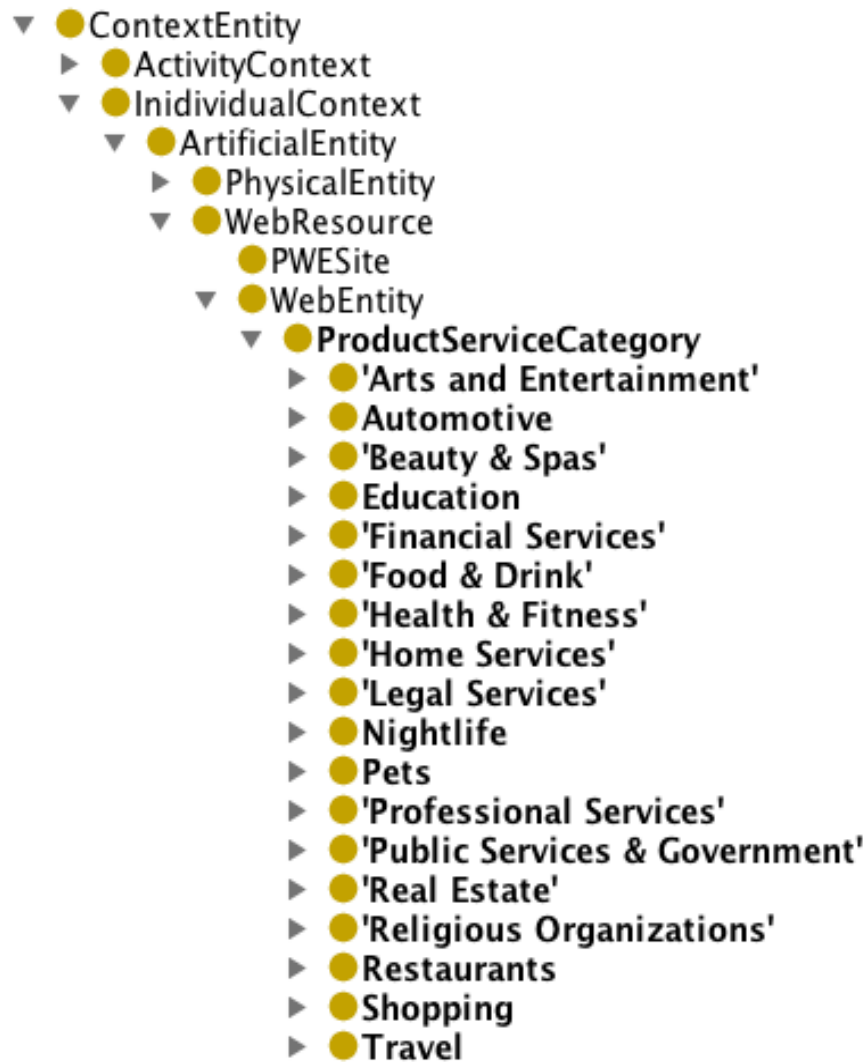 ContextEntity
ActivityContext
InidividualContext
ArtificialEntity
PhysicalEntity
WebResource
PWESite
WebEntity
ProductServiceCategory
'Arts and Entertainment'
Automotive
'Beauty & Spas'
Education
'Financial Services'
'Food & Drink'
'Health & Fitness'
'Home Services'
'Legal Services'
Nightlife
Pets
'Professional Services'
'Public Services & Government'
'Real Estate'
'Religious Organizations'
Restaurants
Shopping
Travel